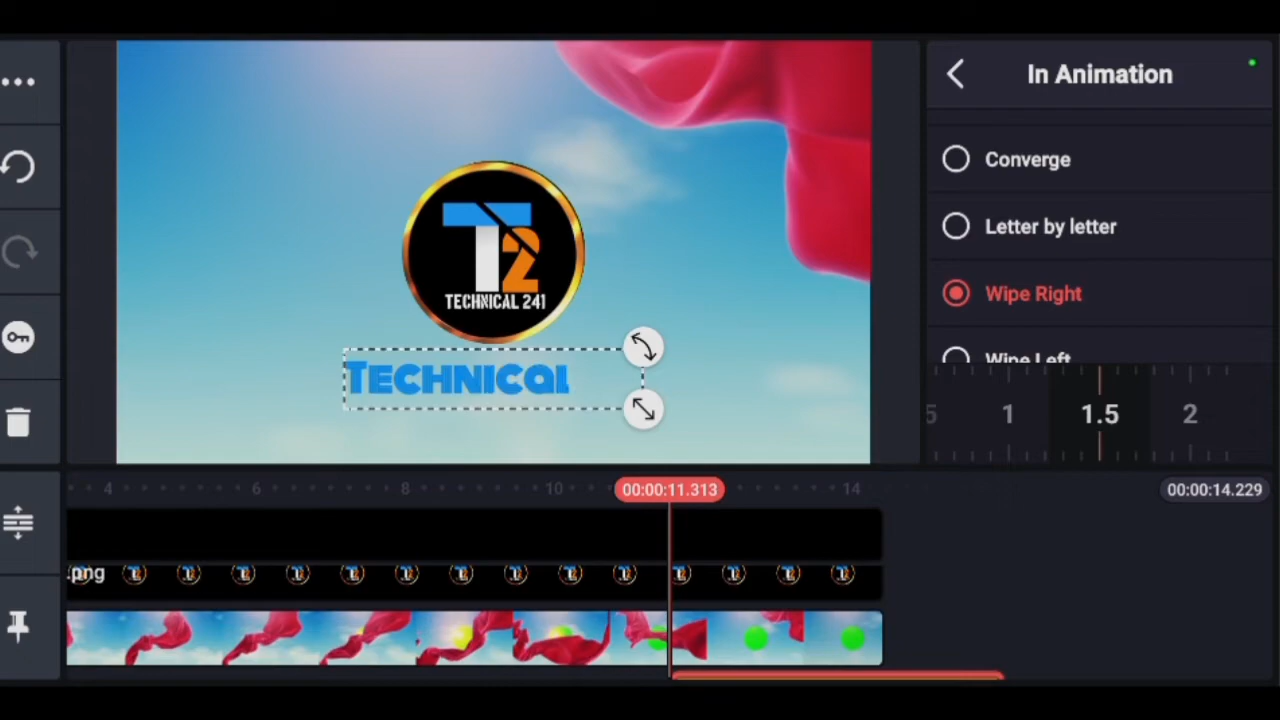 In Animation
Converge
Letter by letter
Wipe Right
Wipe Left
5 1 1.5 2
T2
TECHNICAL 241
TECHNICaL
4 6 8 10 00:00:11.313 14 00:00:14.229
.png